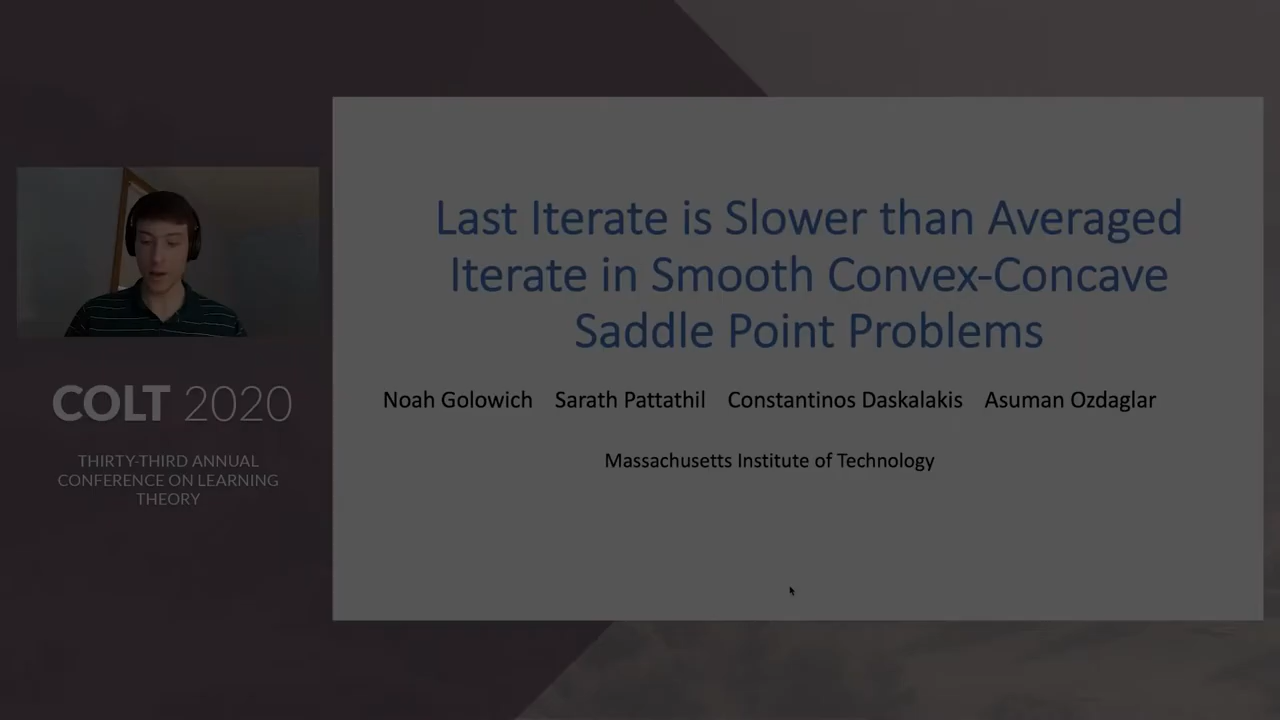 Last Iterate is Slower than Averaged
Iterate in Smooth Convex-Concave
Saddle Point Problems
Noah Golowich Sarath Pattathil Constantinos Daskalakis Asuman Ozdaglar
Massachusetts Institute of Technology
COLT 2020
THIRTY-THIRD ANNUAL
CONFERENCE ON LEARNING
THEORY